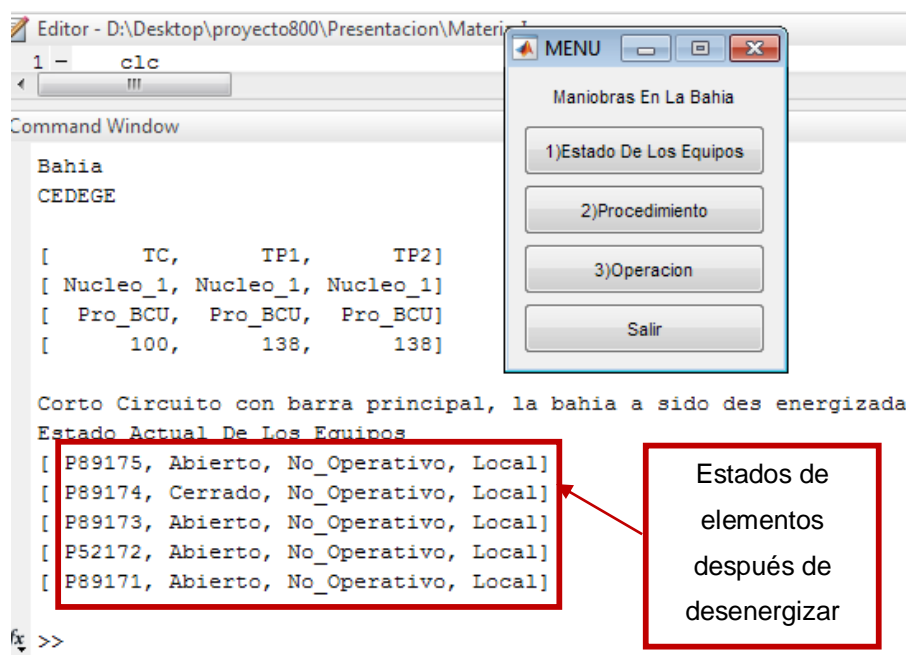 Editor - D:\Desktop\proyecto800\Presentacion\Materia
1 - clc
Command Window
Bahia
CEDEGE
[ TC, TP1, TP2]
[ Nucleo_1, Nucleo_1, Nucleo_1]
[ Pro_BCU, Pro_BCU, Pro_BCU]
[ 100, 138, 138]
Corto Circuito con barra principal, la bahia a sido des energizada
Estado Actual De Los Equipos
[ P89175, Abierto, No_Operativo, Local]
[ P89174, Cerrado, No_Operativo, Local]
[ P89173, Abierto, No_Operativo, Local]
[ P52172, Abierto, No_Operativo, Local]
[ P89171, Abierto, No_Operativo, Local]
fx >>
MENU
Maniobras En La Bahia
1)Estado De Los Equipos
2)Procedimiento
3)Operacion
Salir
Estados de
elementos
después de
desenergizar